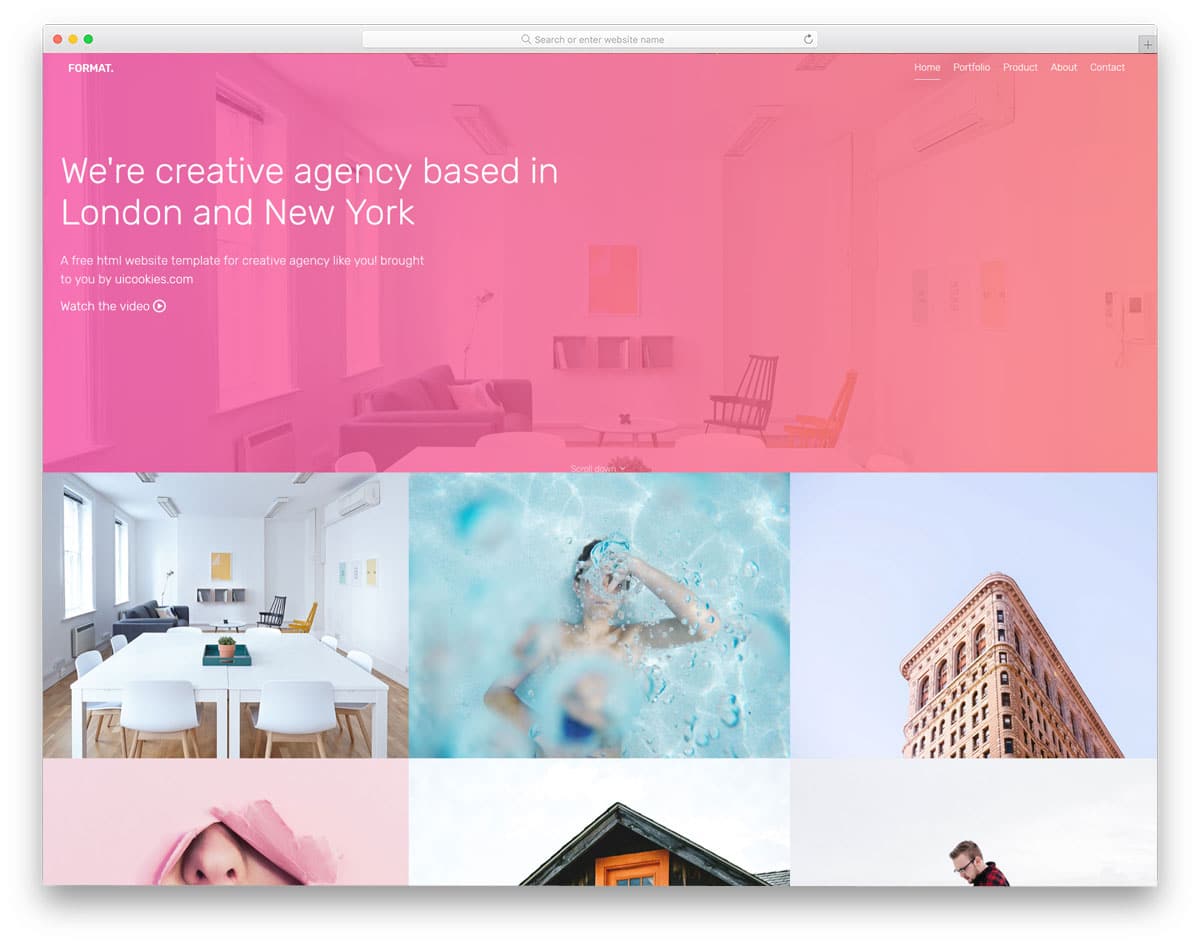 Search or enter website name
FORMAT.
Home Portfolio Product About Contact
We're creative agency based in
London and New York
A free html website template for creative agency like you! brought
to you by uicookies.com
Watch the video
Scroll down